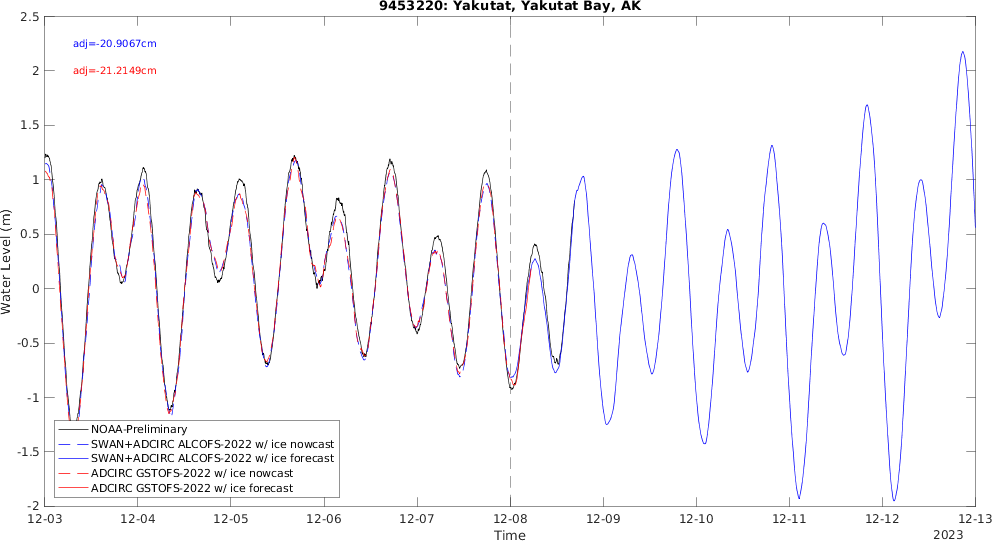 9453220: Yakutat, Yakutat Bay, AK
adj=-20.9067cm
adj=-21.2149cm
2.5
2
1.5
1
0.5
0
-0.5
-1
-1.5
-2
Water Level (m)
NOAA-Preliminary
SWAN+ADCIRC ALCOFS-2022 w/ ice nowcast
SWAN+ADCIRC ALCOFS-2022 w/ ice forecast
ADCIRC GSTOFS-2022 w/ ice nowcast
ADCIRC GSTOFS-2022 w/ ice forecast
12-03 12-04 12-05 12-06 12-07 12-08 12-09 12-10 12-11 12-12 12-13
Time
2023